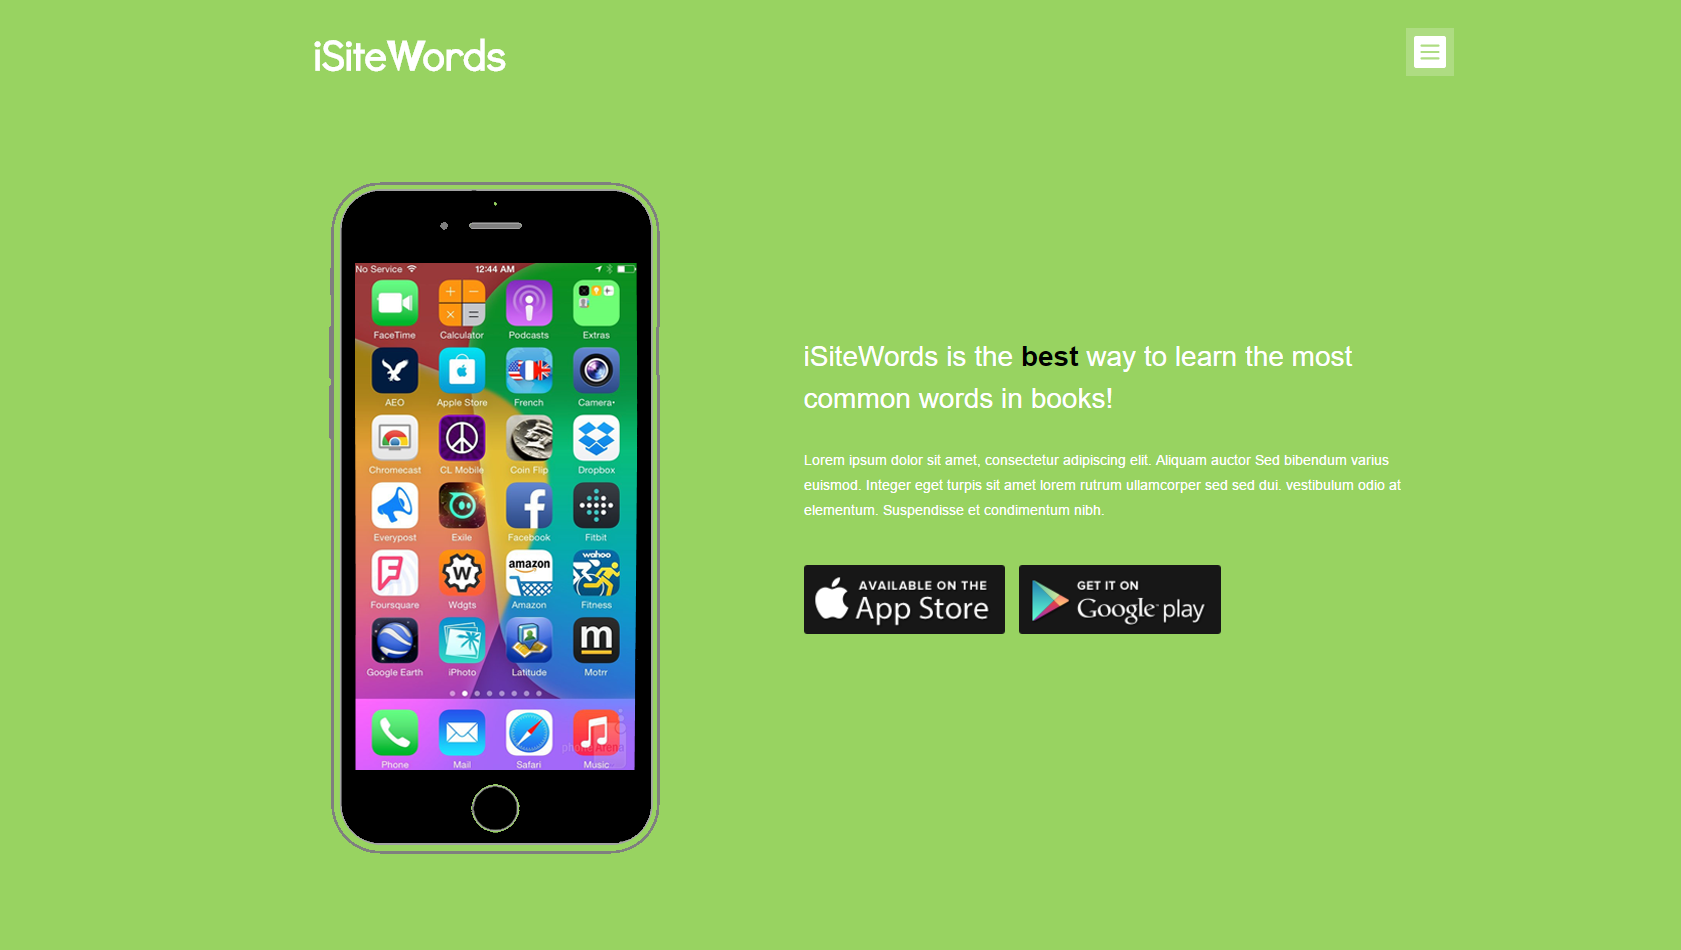 iSiteWords
No Service 12:44 AM
FaceTime Calculator Podcasts Extras
AEO Apple Store French Camera+
Chromecast CL Mobile Coin Flip Dropbox
Everypost Exile Facebook Fitbit
W amazon wahoo
Foursquare Wdgts Amazon Fitness
m
Google Earth iPhoto Latitude Motrr
phoneArena
Phone Mail Safari Music
iSiteWords is the best way to learn the most
common words in books!
Lorem ipsum dolor sit amet, consectetur adipiscing elit. Aliquam auctor Sed bibendum varius
euismod. Integer eget turpis sit amet lorem rutrum ullamcorper sed sed dui. vestibulum odio at
elementum. Suspendisse et condimentum nibh.
AVAILABLE ON THE
App Store
GET IT ON
Google play